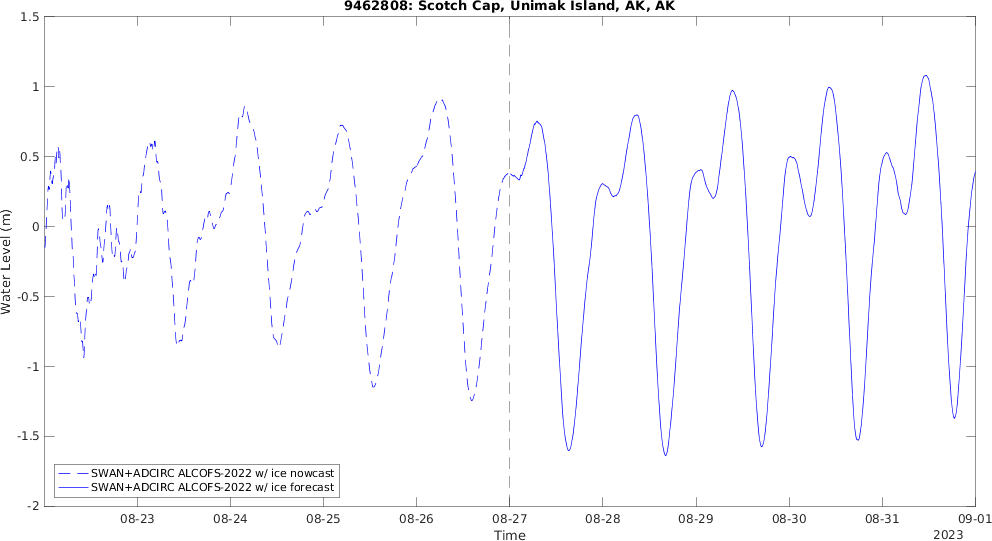 9462808: Scotch Cap, Unimak Island, AK, AK
1.5
1
0.5
0
-0.5
-1
-1.5
-2
Water Level (m)
SWAN+ADCIRC ALCOFS-2022 w/ ice nowcast
SWAN+ADCIRC ALCOFS-2022 w/ ice forecast
08-23 08-24 08-25 08-26 08-27 08-28 08-29 08-30 08-31 09-01
Time
2023